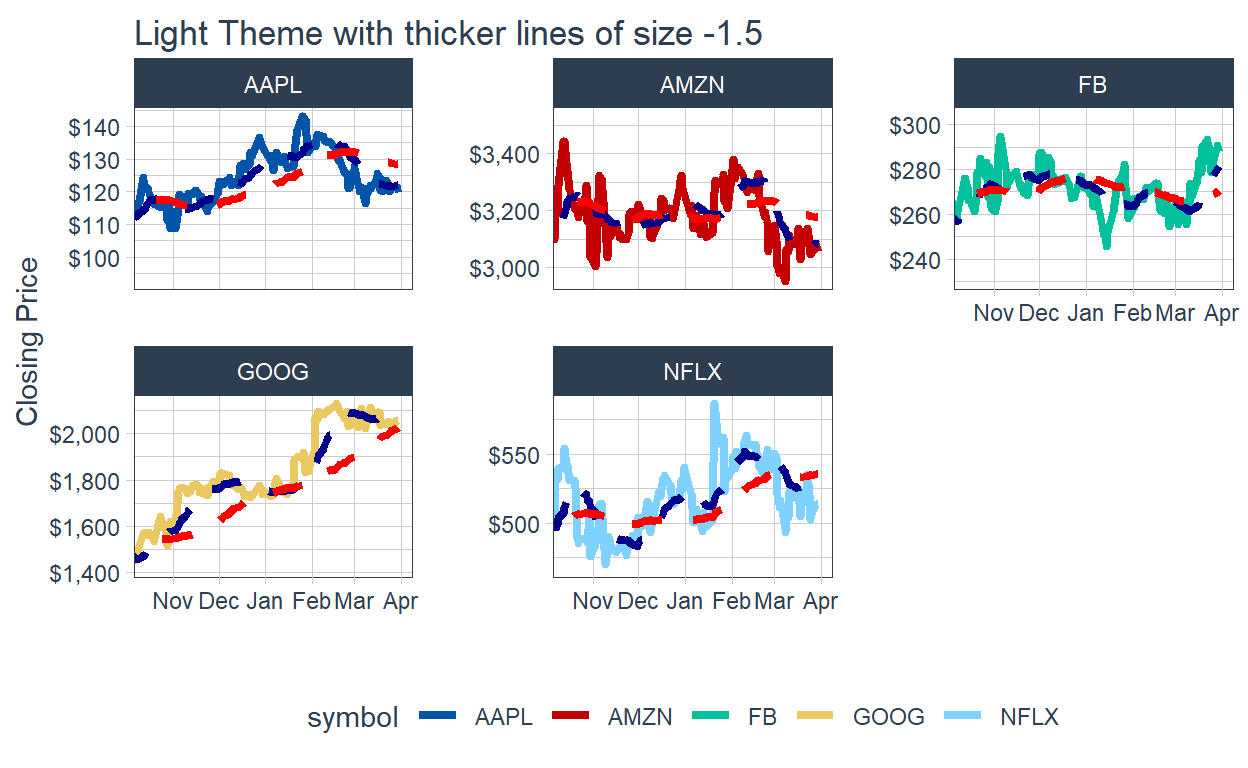 Light Theme with thicker lines of size -1.5
AAPL
AMZN
FB
$140
$130
$120
$110
$100
$3,400
$3,200
$3,000
$300
$280
$260
$240
Nov Dec Jan Feb Mar Apr
Closing Price
GOOG
NFLX
$2,000
$1,800
$1,600
$1,400
Nov Dec Jan Feb Mar Apr
$550
$500
Nov Dec Jan Feb Mar Apr
symbol AAPL AMZN FB GOOG NFLX